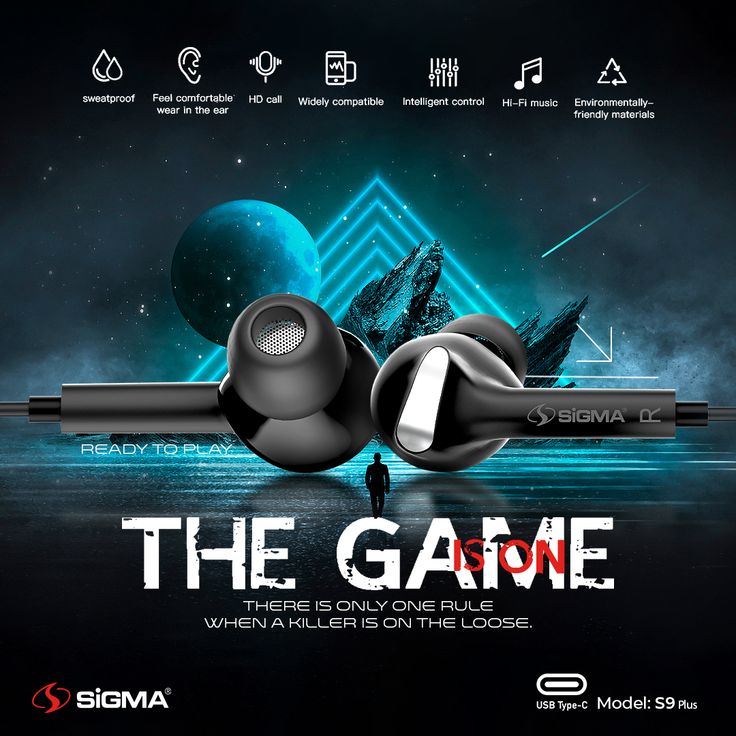 sweatproof
Feel comfortable
wear in the ear
HD call
Widely compatible
Intelligent control
Hi-Fi music
Environmentally-
friendly materials
SiGMA® R
READY TO PLAY...
THE GAME
IS ON
THERE IS ONLY ONE RULE
WHEN A KILLER IS ON THE LOOSE.
SiGMA®
USB Type-C
Model: S9 Plus